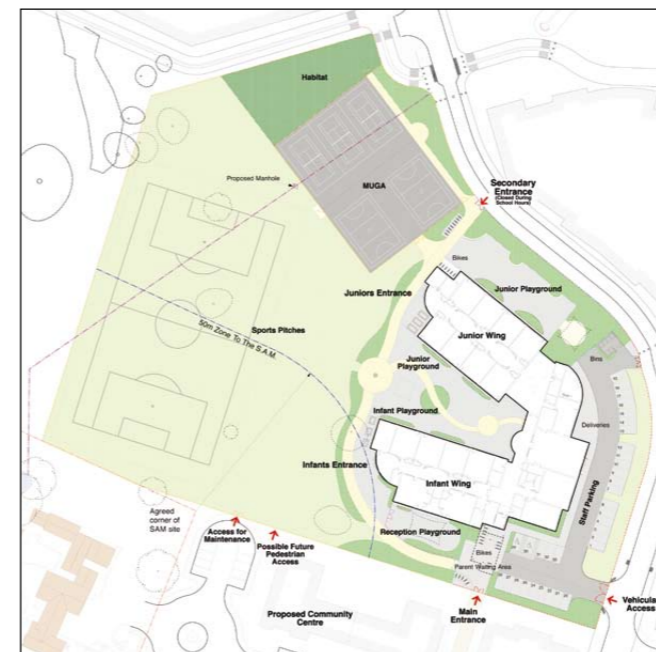 Habitat
Proposed Manhole
MUGA
Secondary
Entrance
(Closed During
School Hours)
Bikes
Juniors Entrance
Junior Playground
50m Zone To The S.A.M.
Sports Pitches
Junior Wing
Junior
Playground
Bins
Infant Playground
Deliveries
Infants Entrance
Infant Wing
Staff Parking
Agreed
corner of
SAM site
Access for
Maintenance
Possible Future
Pedestrian
Access
Reception Playground
Bikes
Parent Waiting Area
Proposed Community
Centre
Main
Entrance
Vehicular
Access